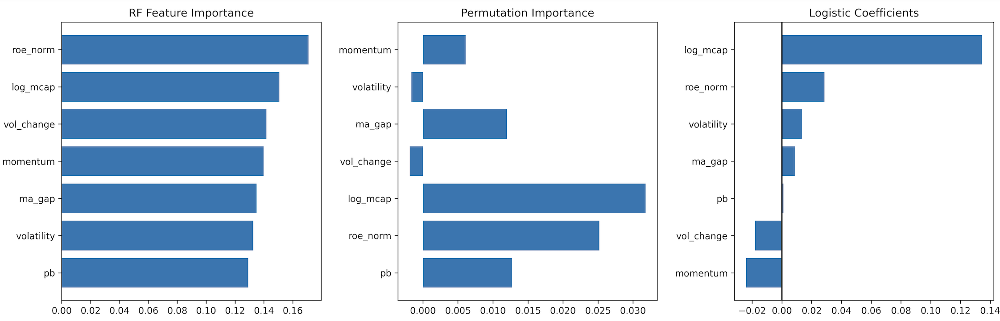 RF Feature Importance
roe_norm
log_mcap
vol_change
momentum
ma_gap
volatility
pb
0.00 0.02 0.04 0.06 0.08 0.10 0.12 0.14 0.16
Permutation Importance
momentum
volatility
ma_gap
vol_change
log_mcap
roe_norm
pb
0.000 0.005 0.010 0.015 0.020 0.025 0.030
Logistic Coefficients
log_mcap
roe_norm
volatility
ma_gap
pb
vol_change
momentum
−0.02 0.00 0.02 0.04 0.06 0.08 0.10 0.12 0.14